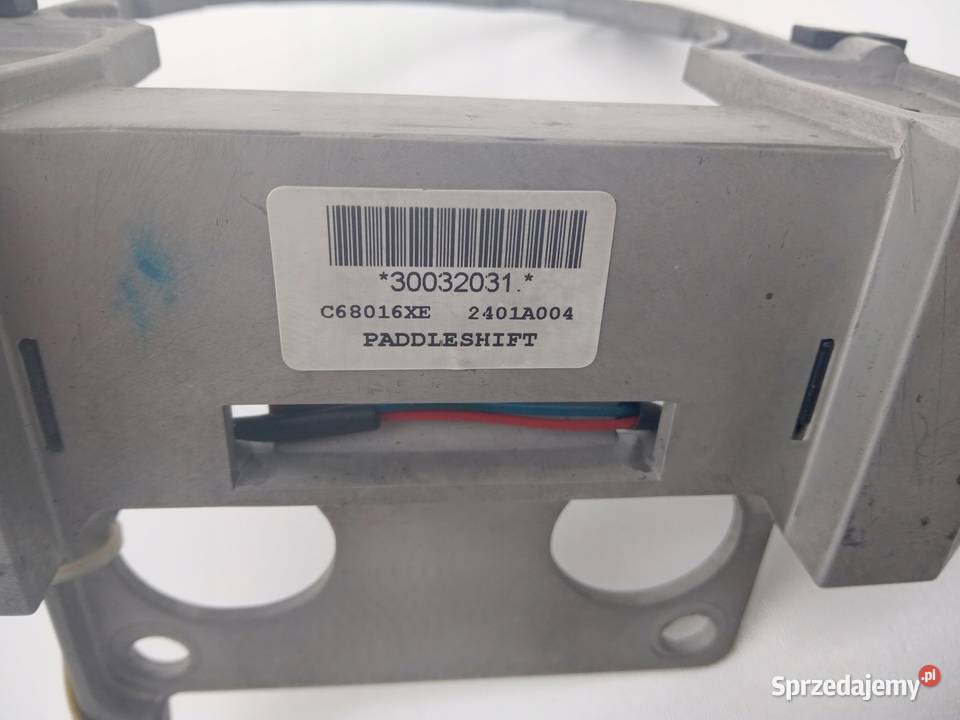 *30032031.*
C68016XE 2401A004
PADDLESHIFT
Sprzedajemy.pl